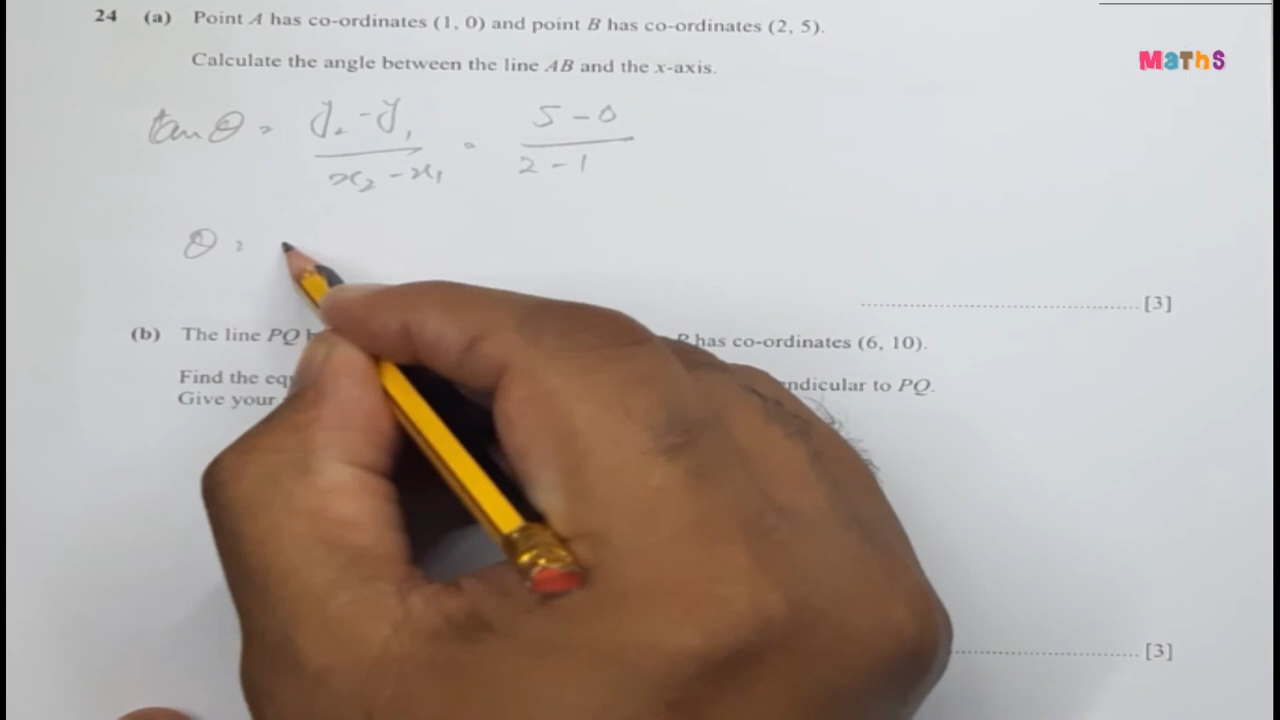 24 (a) Point A has co-ordinates (1, 0) and point B has co-ordinates (2, 5).
MaThS
Calculate the angle between the line AB and the x-axis.
tan θ = y₂ - y₁ / x₂ - x₁ = 5 - 0 / 2 - 1
θ =
[3]
(b) The line PQ has co-ordinates (6, 10).
Find the perpendicular to PQ.
Give your
[3]